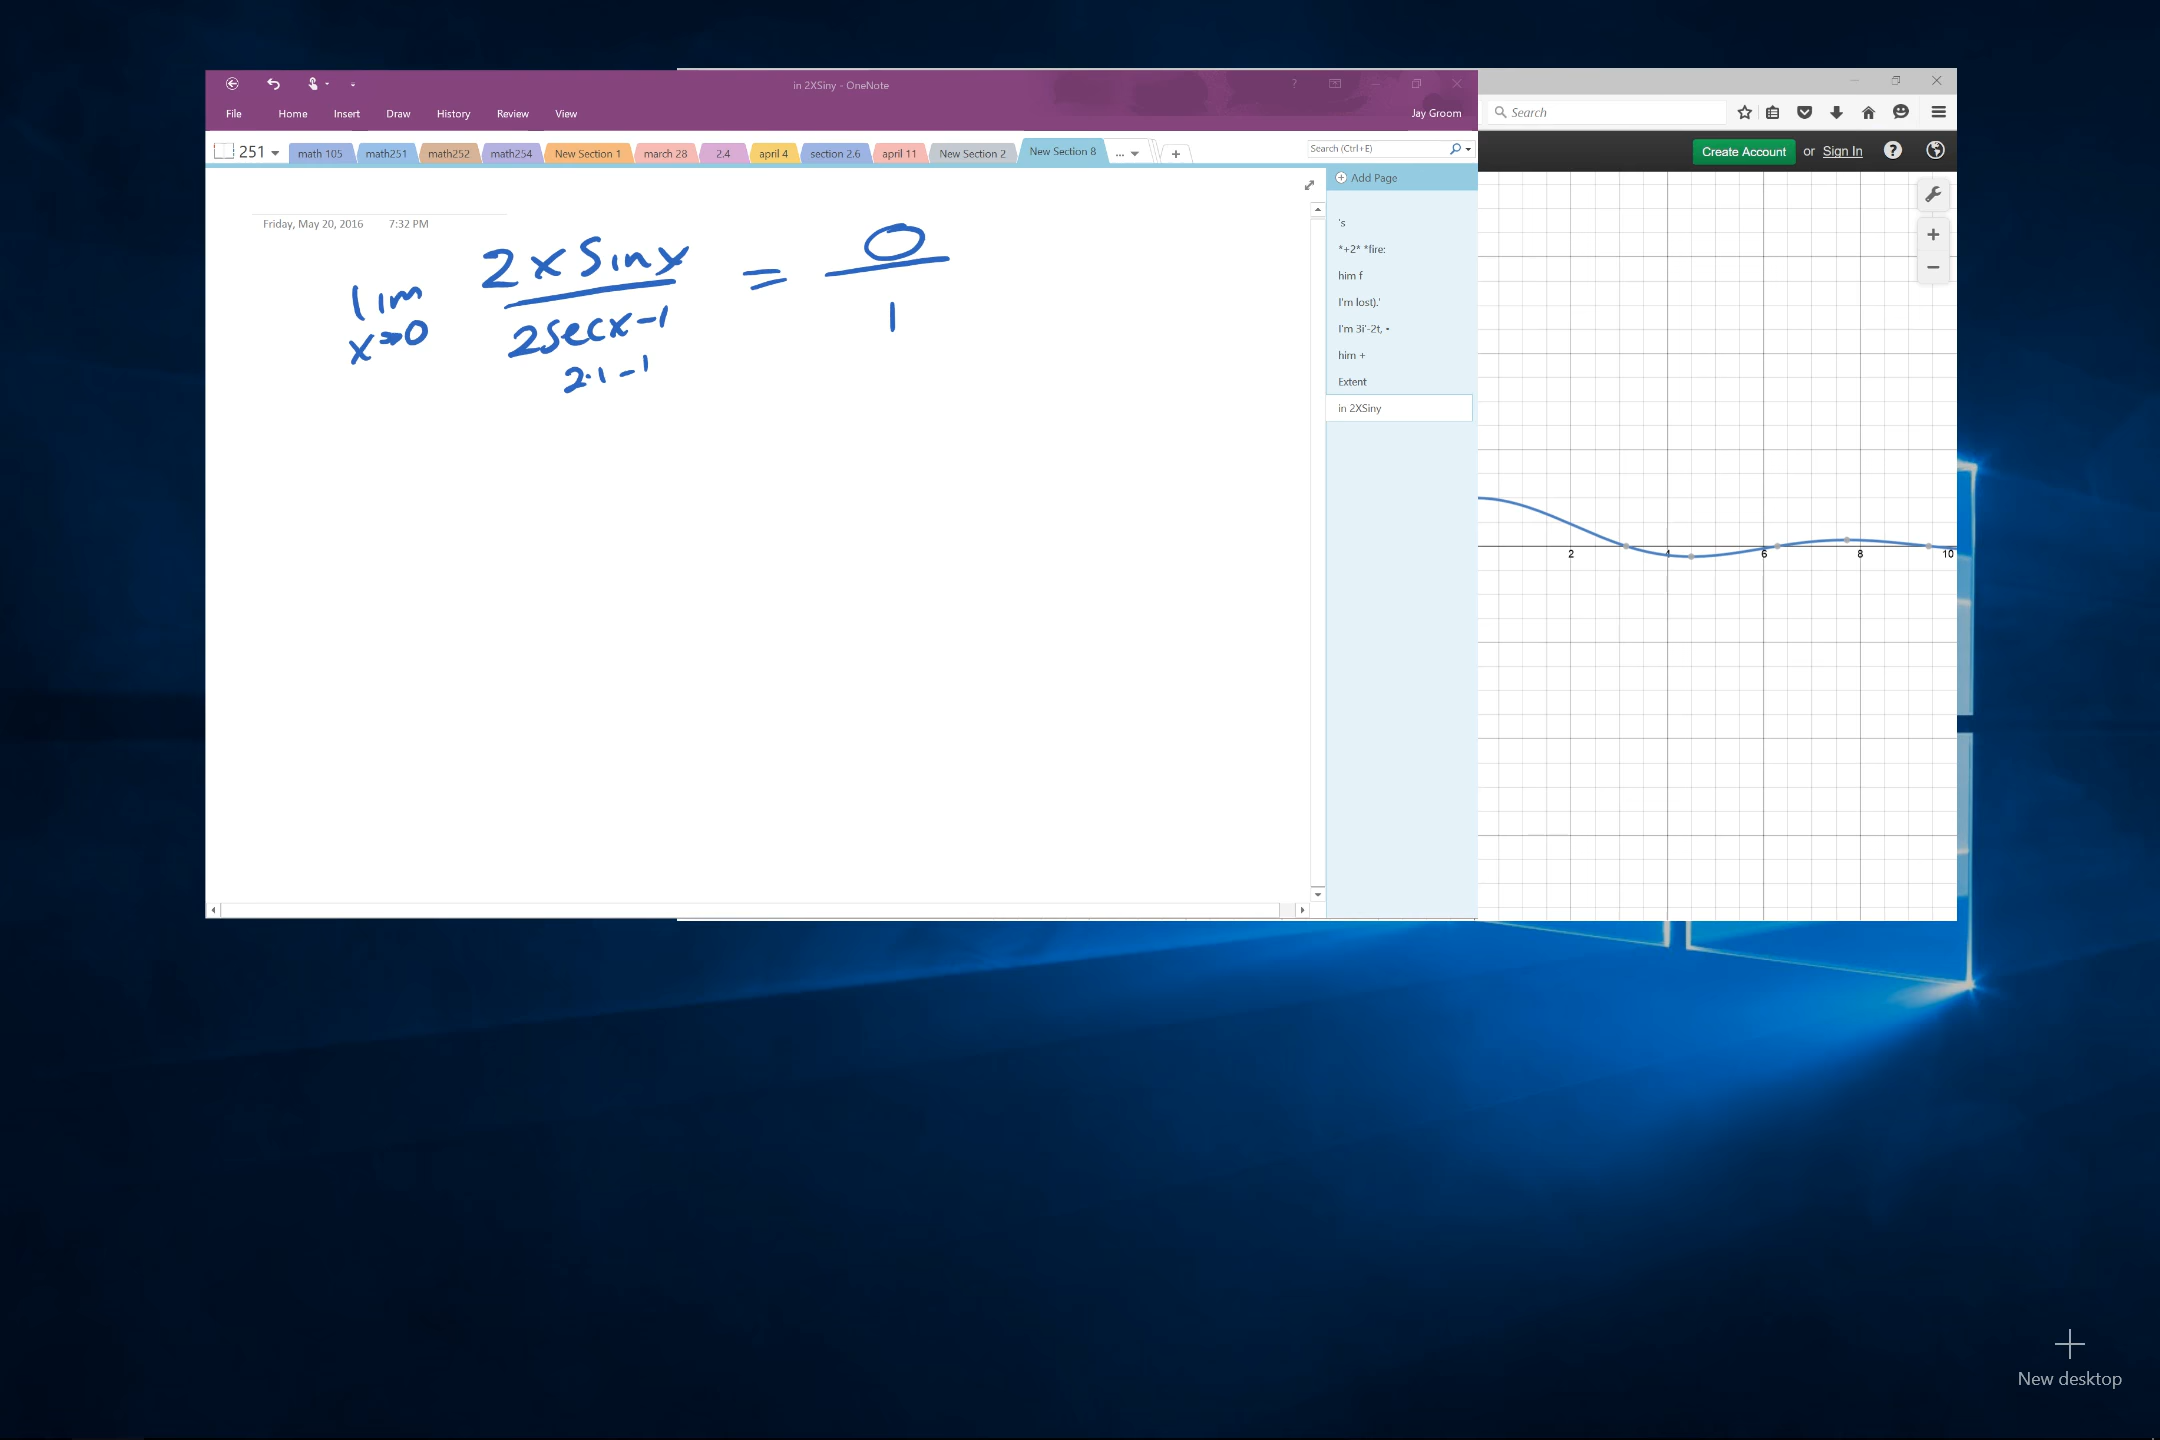 in 2XSiny - OneNote
File Home Insert Draw History Review View
Jay Groom
Search
251
math 105 math251 math252 math254 New Section 1 march 28 2.4 april 4 section 2.6 april 11 New Section 2 New Section 8 ...
Search (Ctrl+E)
Create Account or Sign In
Add Page
Friday, May 20, 2016 7:32 PM
lim x→0 2x Sinx / 2secx-1 = 0 / 1
2·1-1
's
*+2* *fire:
him f
I'm lost).'
I'm 3i'-2t, •
him +
Extent
in 2XSiny
2 4 6 8 10
New desktop